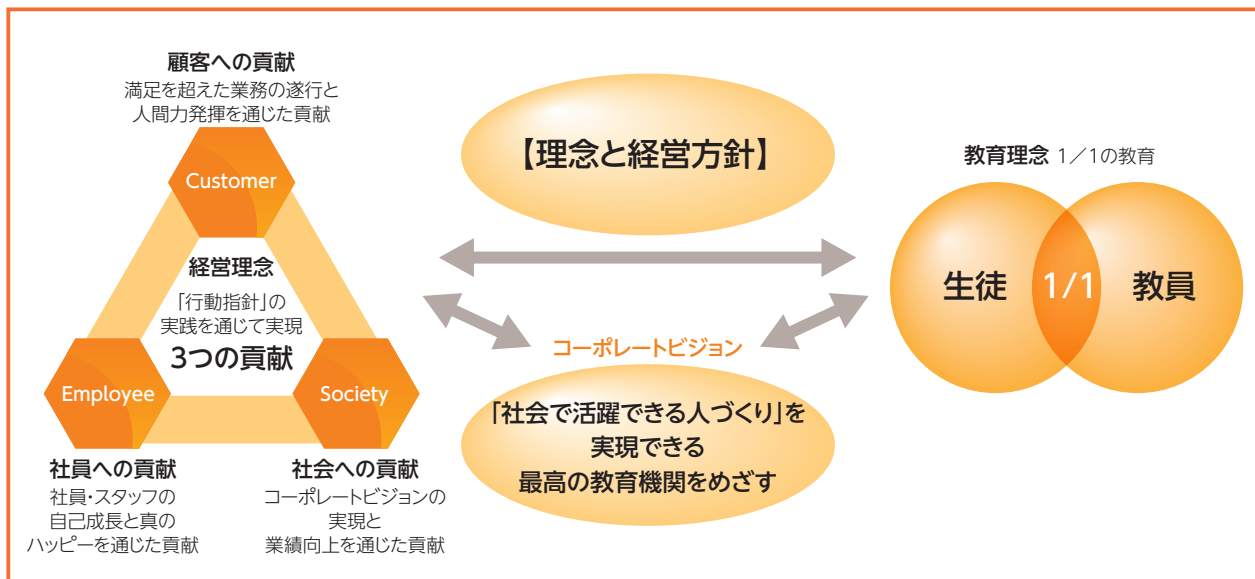 顧客への貢献
満足を超えた業務の遂行と
人間力発揮を通じた貢献
Customer
経営理念
「行動指針」の
実践を通じて実現
3つの貢献
Employee
Society
社員への貢献
社員・スタッフの
自己成長と真の
ハッピーを通じた貢献
社会への貢献
コーポレートビジョンの
実現と
業績向上を通じた貢献
【理念と経営方針】
コーポレートビジョン
「社会で活躍できる人づくり」を
実現できる
最高の教育機関をめざす
教育理念 1／1の教育
生徒 1/1 教員